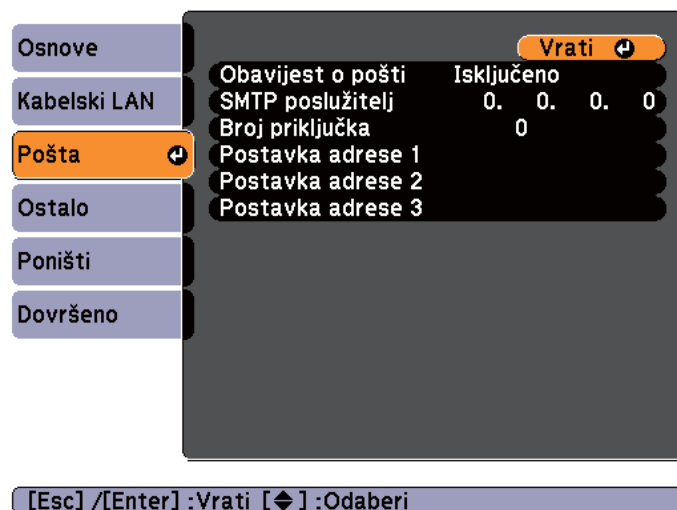 Osnove
Kabelski LAN
Pošta
Ostalo
Poništi
Dovršeno
Vrati
Obavijest o pošti Isključeno
SMTP poslužitelj 0. 0. 0. 0
Broj priključka 0
Postavka adrese 1
Postavka adrese 2
Postavka adrese 3
[Esc] /[Enter] :Vrati [◆] :Odaberi